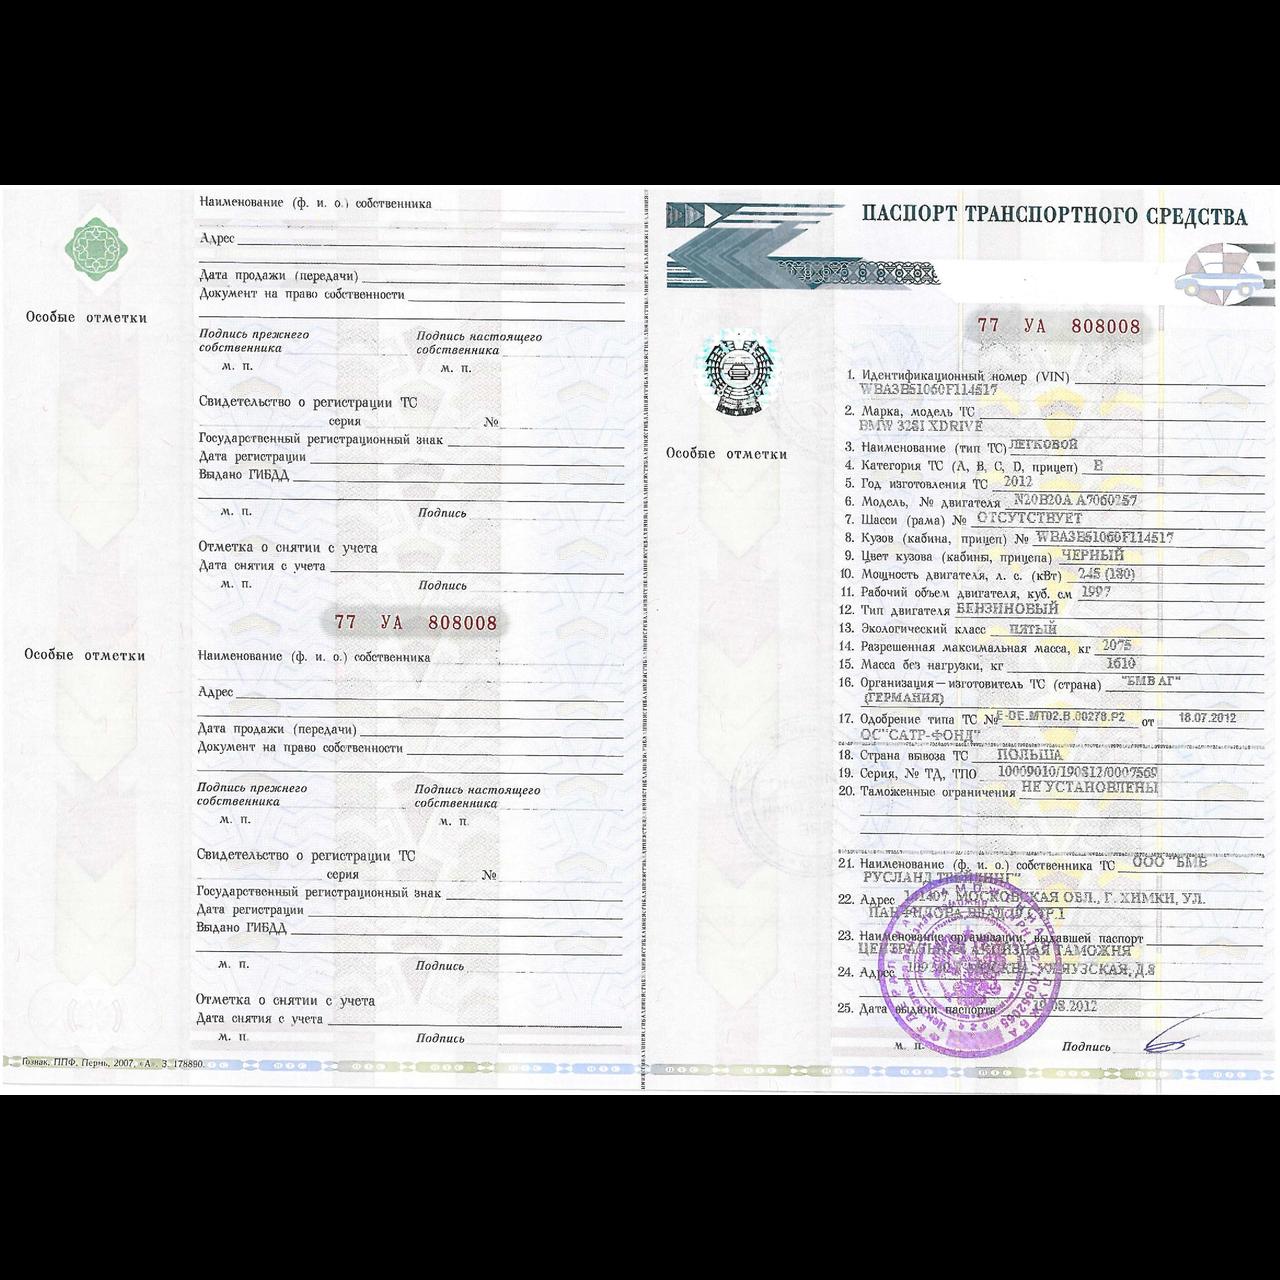 Наименование (ф. и. о.) собственника
Адрес
Дата продажи (передачи)
Документ на право собственности
Особые отметки
Подпись прежнего собственника
Подпись настоящего собственника
м. п.
м. п.
Свидетельство о регистрации ТС
серия №
Государственный регистрационный знак
Дата регистрации
Выдано ГИБДД
м. п. Подпись
Отметка о снятии с учета
Дата снятия с учета
м. п. Подпись
77 УА 808008
Особые отметки
Наименование (ф. и. о.) собственника
Адрес
Дата продажи (передачи)
Документ на право собственности
Подпись прежнего собственника
Подпись настоящего собственника
м. п.
м. п.
Свидетельство о регистрации ТС
серия №
Государственный регистрационный знак
Дата регистрации
Выдано ГИБДД
м. п. Подпись
Отметка о снятии с учета
Дата снятия с учета
м. п. Подпись
Гознак, ППФ, Пермь, 2007, «А». З. 178890.
ПАСПОРТ ТРАНСПОРТНОГО СРЕДСТВА
77 УА 808008
Особые отметки
1. Идентификационный номер (VIN)
WBA3B51060F114517
2. Марка, модель ТС
BMW 328I XDRIVE
3. Наименование (тип ТС) ЛЕГКОВОЙ
4. Категория ТС (А, В, С, D, прицеп) В
5. Год изготовления ТС 2012
6. Модель, № двигателя N20B20A A7060257
7. Шасси (рама) № ОТСУТСТВУЕТ
8. Кузов (кабина, прицеп) № WBA3B51060F114517
9. Цвет кузова (кабины, прицепа) ЧЕРНЫЙ
10. Мощность двигателя, л. с. (кВт) 245 (180)
11. Рабочий объем двигателя, куб. см 1997
12. Тип двигателя БЕНЗИНОВЫЙ
13. Экологический класс ПЯТЫЙ
14. Разрешенная максимальная масса, кг 2075
15. Масса без нагрузки, кг 1610
16. Организация—изготовитель ТС (страна) "БМВ АГ"
(ГЕРМАНИЯ)
17. Одобрение типа ТС № E-DE.MT02.B.00278.P2 от 18.07.2012
ОС "САТР-ФОНД"
18. Страна вывоза ТС ПОЛЬША
19. Серия, № ТД, ТПО 10009010/190812/0007569
20. Таможенные ограничения НЕ УСТАНОВЛЕНЫ
21. Наименование (ф. и. о.) собственника ТС ООО "БМВ
РУСЛАНД ТРЕЙДИНГ"
22. Адрес 141407, МОСКОВСКАЯ ОБЛ., Г. ХИМКИ, УЛ.
23. Наименование организации, выдавшей паспорт
ЦЕНТРАЛЬНАЯ АКЦИЗНАЯ ТАМОЖНЯ
24. Адрес МОСКВА, ЯУЗСКАЯ, Д.8
25. Дата выдачи паспорта 19.08.2012
м. п. Подпись